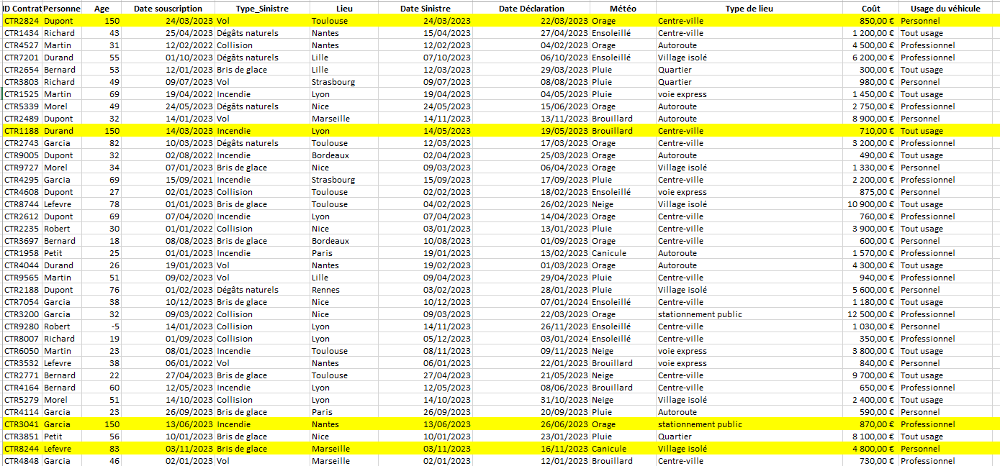 ID Contrat Personne Age Date souscription Type_Sinistre Lieu Date Sinistre Date Déclaration Météo Type de lieu Coût Usage du véhicule
CTR2824 Dupont 150 24/03/2023 Vol Toulouse 24/03/2023 22/03/2023 Orage Centre-ville 850,00 € Personnel
CTR1434 Richard 43 25/04/2023 Dégâts naturels Nantes 15/04/2023 27/04/2023 Ensoleillé Centre-ville 1 200,00 € Tout usage
CTR4527 Martin 31 12/02/2022 Collision Nantes 12/02/2023 04/02/2023 Orage Autoroute 4 500,00 € Professionnel
CTR7201 Durand 55 01/10/2023 Dégâts naturels Lille 07/10/2023 06/10/2023 Ensoleillé Village isolé 6 200,00 € Professionnel
CTR2654 Bernard 53 12/01/2023 Bris de glace Lille 12/03/2023 29/03/2023 Pluie Quartier 300,00 € Tout usage
CTR3803 Richard 49 09/07/2023 Vol Strasbourg 09/07/2023 08/08/2023 Pluie Quartier 980,00 € Personnel
CTR1525 Martin 69 19/04/2022 Incendie Lyon 19/04/2023 04/05/2023 Pluie voie express 1 450,00 € Tout usage
CTR5339 Morel 49 24/05/2023 Dégâts naturels Nice 24/05/2023 15/06/2023 Orage Autoroute 2 750,00 € Professionnel
CTR2489 Dupont 32 14/01/2023 Vol Marseille 14/11/2023 13/11/2023 Brouillard Autoroute 8 900,00 € Personnel
CTR1188 Durand 150 14/03/2023 Incendie Lyon 14/05/2023 19/05/2023 Brouillard Centre-ville 710,00 € Tout usage
CTR2743 Garcia 82 10/03/2023 Dégâts naturels Toulouse 12/03/2023 17/03/2023 Orage Centre-ville 3 200,00 € Professionnel
CTR9005 Dupont 32 02/08/2022 Incendie Bordeaux 02/04/2023 25/03/2023 Orage Autoroute 490,00 € Tout usage
CTR9727 Morel 34 07/01/2023 Bris de glace Nice 09/03/2023 06/04/2023 Orage Village isolé 1 330,00 € Personnel
CTR4295 Garcia 69 15/09/2021 Incendie Strasbourg 15/09/2023 17/09/2023 Pluie Centre-ville 2 200,00 € Professionnel
CTR4608 Dupont 27 02/01/2023 Collision Toulouse 02/02/2023 18/02/2023 Ensoleillé voie express 875,00 € Personnel
CTR8744 Lefevre 78 01/01/2023 Bris de glace Toulouse 04/02/2023 26/02/2023 Neige Village isolé 10 900,00 € Tout usage
CTR2612 Dupont 69 07/04/2020 Incendie Lyon 07/04/2023 14/04/2023 Orage Centre-ville 760,00 € Professionnel
CTR2235 Robert 30 01/01/2022 Collision Nice 03/01/2023 13/01/2023 Pluie Centre-ville 3 900,00 € Tout usage
CTR3697 Bernard 18 08/08/2023 Bris de glace Bordeaux 10/08/2023 01/09/2023 Orage Centre-ville 600,00 € Personnel
CTR1958 Petit 25 01/01/2023 Incendie Paris 19/01/2023 13/02/2023 Canicule Autoroute 1 570,00 € Professionnel
CTR4044 Durand 26 19/01/2023 Vol Nantes 19/02/2023 01/03/2023 Orage Autoroute 4 300,00 € Tout usage
CTR9565 Martin 51 09/02/2023 Vol Lille 09/04/2023 29/04/2023 Pluie Centre-ville 940,00 € Professionnel
CTR2188 Dupont 76 01/02/2023 Dégâts naturels Rennes 03/02/2023 28/01/2023 Pluie Village isolé 5 600,00 € Personnel
CTR7054 Garcia 38 10/12/2023 Bris de glace Nice 10/12/2023 07/01/2024 Ensoleillé Centre-ville 1 180,00 € Tout usage
CTR3200 Garcia 32 09/03/2022 Collision Nice 09/03/2023 22/03/2023 Orage stationnement public 12 500,00 € Professionnel
CTR9280 Robert -5 14/01/2023 Collision Lyon 14/11/2023 26/11/2023 Ensoleillé Centre-ville 1 030,00 € Personnel
CTR8007 Richard 19 01/09/2023 Collision Lyon 05/12/2023 03/01/2024 Ensoleillé Centre-ville 350,00 € Professionnel
CTR6050 Martin 23 08/01/2023 Incendie Toulouse 08/11/2023 09/11/2023 Neige voie express 3 800,00 € Tout usage
CTR3532 Lefevre 38 06/01/2022 Vol Nantes 06/01/2023 22/01/2023 Brouillard voie express 840,00 € Personnel
CTR2771 Bernard 22 27/04/2023 Bris de glace Toulouse 27/04/2023 21/05/2023 Neige Centre-ville 9 700,00 € Tout usage
CTR4164 Bernard 60 12/05/2023 Incendie Lyon 12/05/2023 08/06/2023 Brouillard Centre-ville 650,00 € Professionnel
CTR5279 Morel 51 14/10/2023 Collision Lyon 14/10/2023 31/10/2023 Neige Village isolé 2 400,00 € Tout usage
CTR4114 Garcia 23 26/09/2023 Bris de glace Paris 26/09/2023 20/09/2023 Pluie Autoroute 590,00 € Personnel
CTR3041 Garcia 150 13/06/2023 Incendie Nantes 13/06/2023 26/06/2023 Orage stationnement public 870,00 € Professionnel
CTR3851 Petit 56 10/01/2023 Bris de glace Nice 10/01/2023 23/01/2023 Pluie Quartier 8 100,00 € Tout usage
CTR8244 Lefevre 83 03/11/2023 Bris de glace Marseille 03/11/2023 16/11/2023 Canicule Village isolé 4 800,00 € Personnel
CTR4848 Garcia 46 02/01/2023 Vol Marseille 02/01/2023 12/01/2023 Brouillard Centre-ville 730,00 € Professionnel